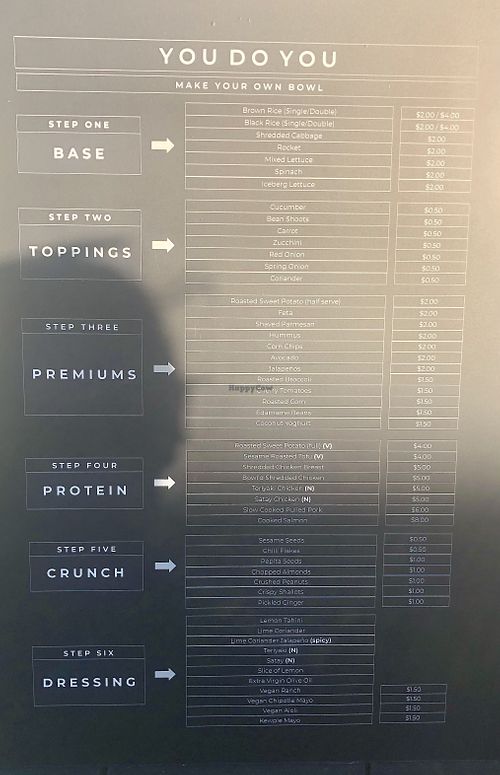 YOU DO YOU
MAKE YOUR OWN BOWL
STEP ONE
BASE
Brown Rice (Single/Double) $2.00 / $4.00
Black Rice (Single/Double) $2.00 / $4.00
Shredded Cabbage $2.00
Rocket $2.00
Mixed Lettuce $2.00
Spinach $2.00
Iceberg Lettuce $2.00
STEP TWO
TOPPINGS
Cucumber $0.50
Bean Shoots $0.50
Carrot $0.50
Zucchini $0.50
Red Onion $0.50
Spring Onion $0.50
Coriander $0.50
STEP THREE
PREMIUMS
Roasted Sweet Potato (half serve) $2.00
Feta $2.00
Shaved Parmesan $2.00
Hummus $2.00
Corn Chips $2.00
Avocado $2.00
Jalapeños $2.00
Roasted Broccoli $1.50
Tomatoes $1.50
Roasted Corn $1.50
Edamame Beans $1.50
Coconut Yoghurt $1.50
HappyCow
STEP FOUR
PROTEIN
Roasted Sweet Potato (full) (V) $4.00
Sesame Roasted Tofu (V) $4.00
Shredded Chicken Breast $5.00
Bowl'd Shredded Chicken $5.00
Teriyaki Chicken (N) $5.00
Satay Chicken (N) $5.00
Slow Cooked Pulled Pork $6.00
Cooked Salmon $8.00
STEP FIVE
CRUNCH
Sesame Seeds $0.50
Chilli Flakes $0.50
Pepita Seeds $1.00
Chopped Almonds $1.00
Crushed Peanuts $1.00
Crispy Shallots $1.00
Pickled Ginger $1.00
STEP SIX
DRESSING
Lemon Tahini
Lime Coriander
Lime Coriander Jalapeño (spicy)
Teriyaki (N)
Satay (N)
Slice of Lemon
Extra Virgin Olive Oil
Vegan Ranch $1.50
Vegan Chipotle Mayo $1.50
Vegan Aioli $1.50
Kewpie Mayo $1.50